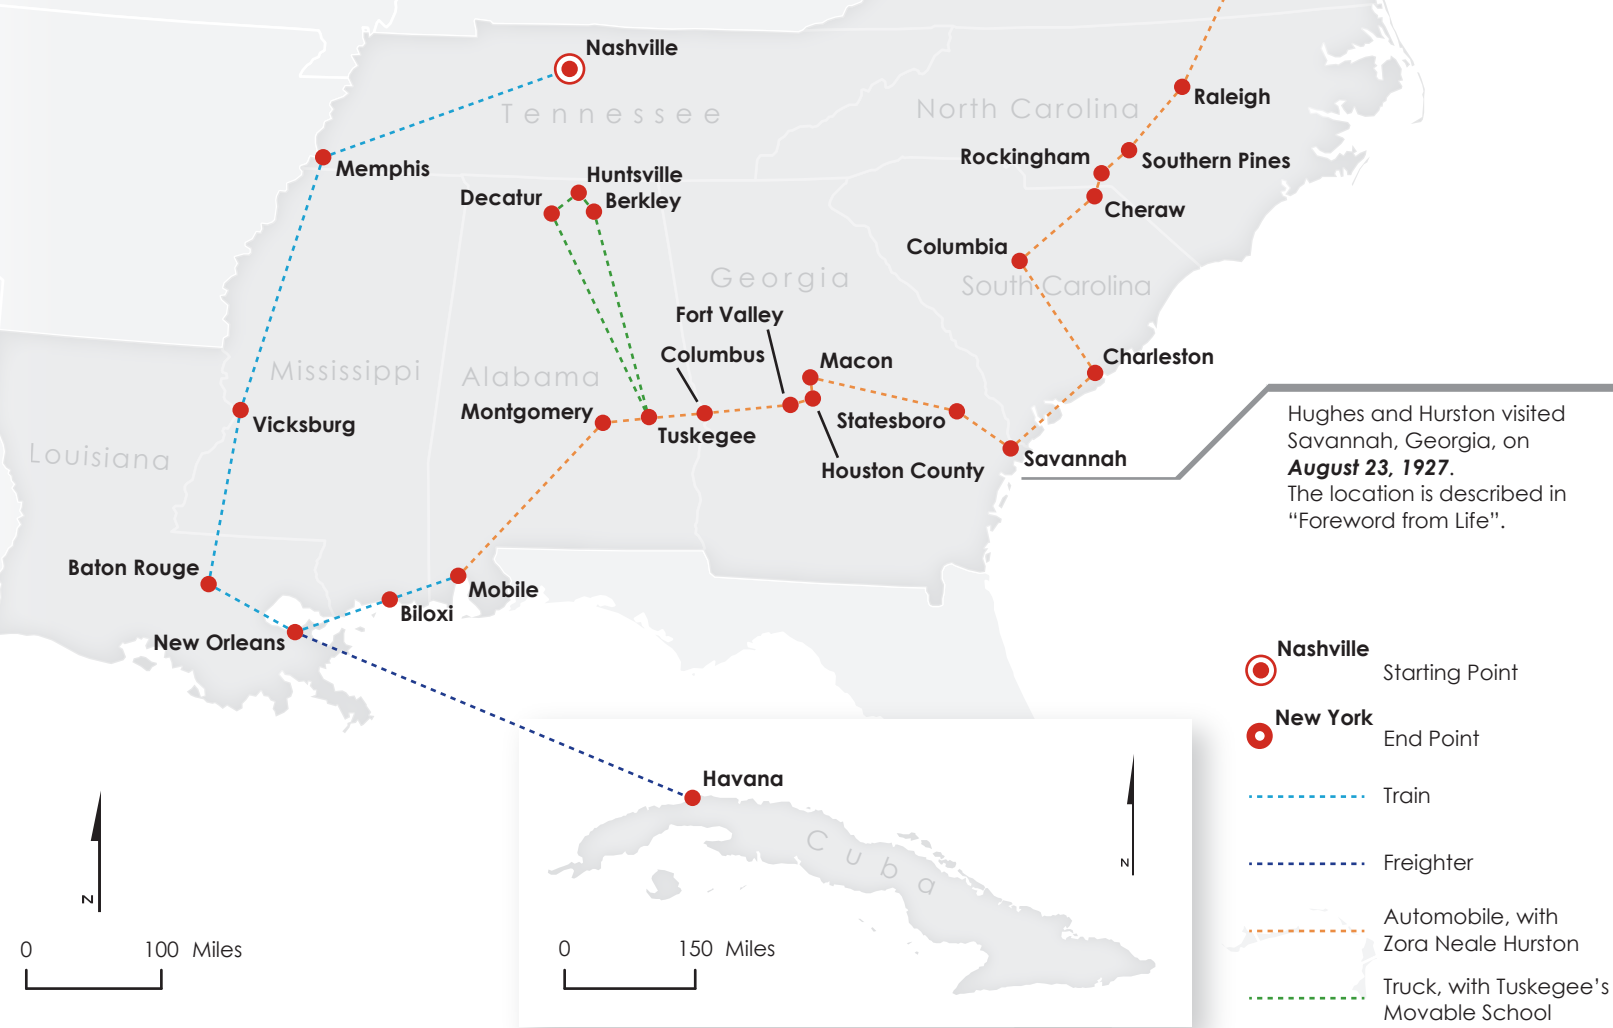 Nashville
Tennessee
North Carolina
Raleigh
Memphis
Rockingham
Southern Pines
Huntsville
Decatur
Berkley
Cheraw
Columbia
Georgia
South Carolina
Fort Valley
Columbus
Macon
Charleston
Mississippi
Alabama
Montgomery
Vicksburg
Tuskegee
Statesboro
Houston County
Savannah
Louisiana
Hughes and Hurston visited
Savannah, Georgia, on
August 23, 1927.
The location is described in
“Foreword from Life”.
Baton Rouge
Mobile
Biloxi
New Orleans
Havana
Cuba
N
0 100 Miles
N
0 150 Miles
Nashville
Starting Point
New York
End Point
Train
Freighter
Automobile, with
Zora Neale Hurston
Truck, with Tuskegee’s
Movable School